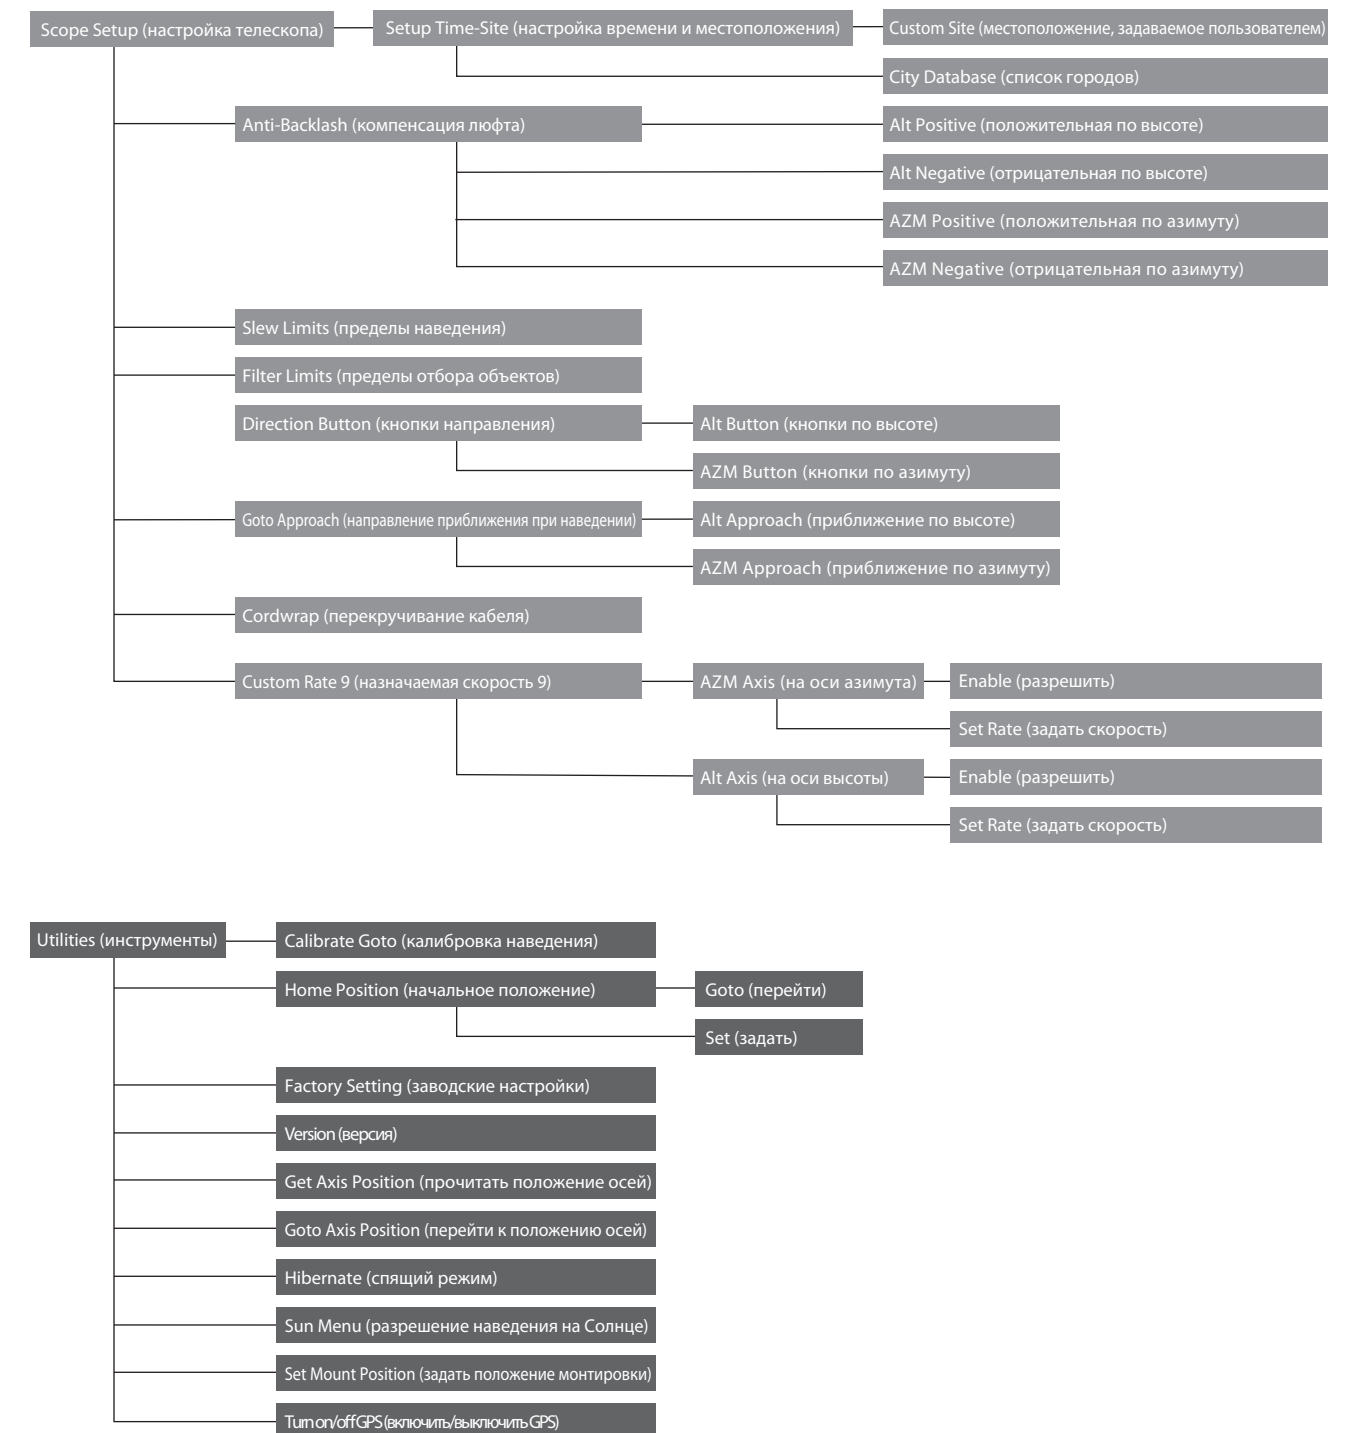 Scope Setup (настройка телескопа)
Setup Time-Site (настройка времени и местоположения)
Custom Site (местоположение, задаваемое пользователем)
City Database (список городов)
Anti-Backlash (компенсация люфта)
Alt Positive (положительная по высоте)
Alt Negative (отрицательная по высоте)
AZM Positive (положительная по азимуту)
AZM Negative (отрицательная по азимуту)
Slew Limits (пределы наведения)
Filter Limits (пределы отбора объектов)
Direction Button (кнопки направления)
Alt Button (кнопки по высоте)
AZM Button (кнопки по азимуту)
Goto Approach (направление приближения при наведении)
Alt Approach (приближение по высоте)
AZM Approach (приближение по азимуту)
Cordwrap (перекручивание кабеля)
Custom Rate 9 (назначаемая скорость 9)
AZM Axis (на оси азимута)
Enable (разрешить)
Set Rate (задать скорость)
Alt Axis (на оси высоты)
Enable (разрешить)
Set Rate (задать скорость)
Utilities (инструменты)
Calibrate Goto (калибровка наведения)
Home Position (начальное положение)
Goto (перейти)
Set (задать)
Factory Setting (заводские настройки)
Version (версия)
Get Axis Position (прочитать положение осей)
Goto Axis Position (перейти к положению осей)
Hibernate (спящий режим)
Sun Menu (разрешение наведения на Солнце)
Set Mount Position (задать положение монтировки)
Turn on/off GPS (включить/выключить GPS)